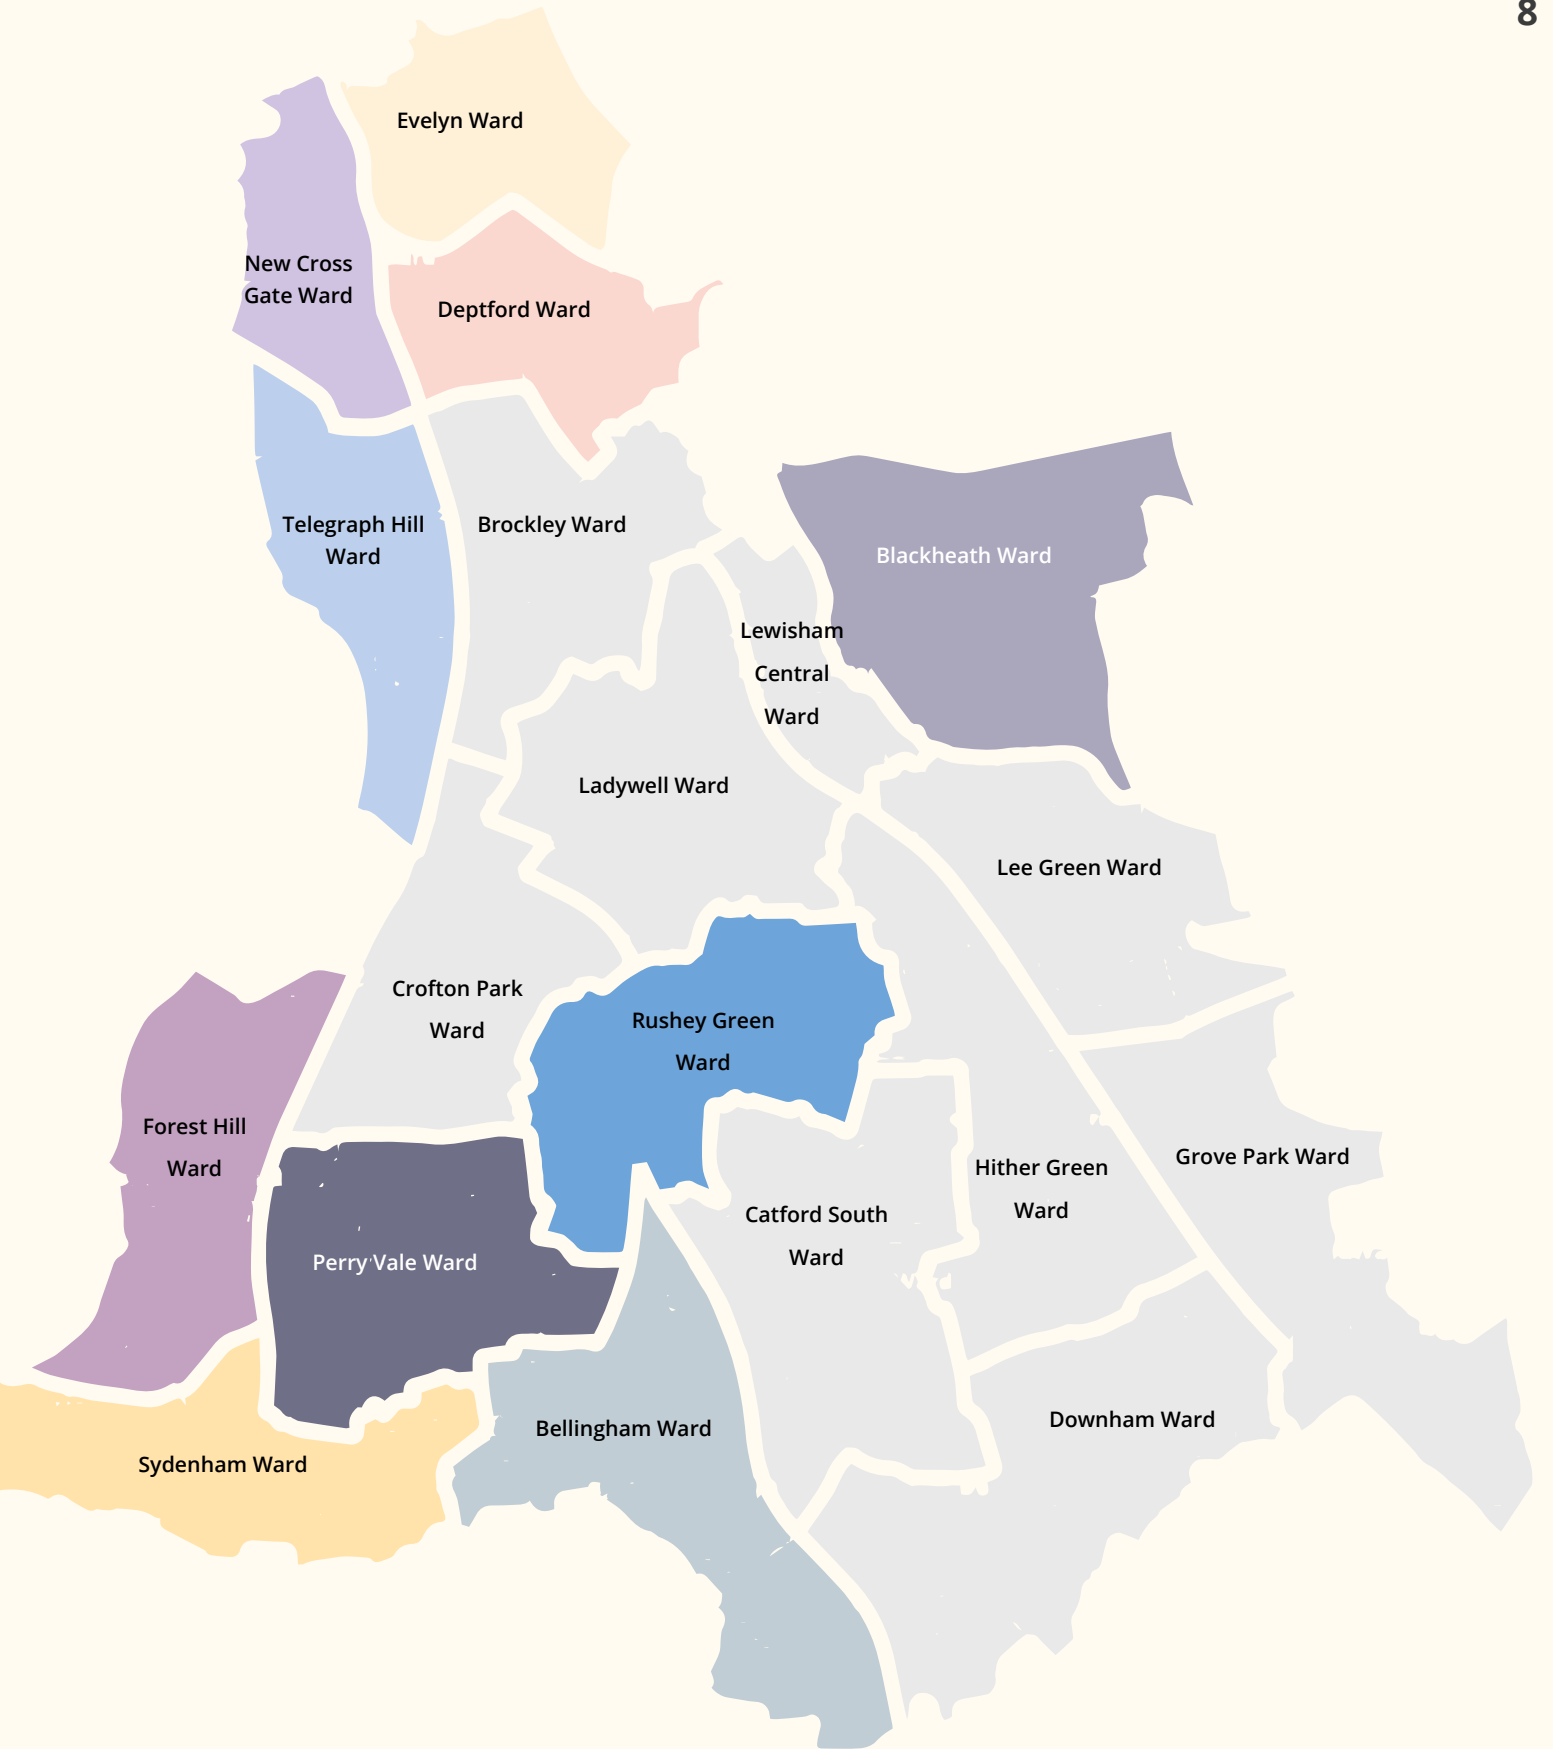 8
Evelyn Ward
New Cross
Gate Ward
Deptford Ward
Telegraph Hill
Ward
Brockley Ward
Blackheath Ward
Lewisham
Central
Ward
Ladywell Ward
Lee Green Ward
Crofton Park
Ward
Rushey Green
Ward
Forest Hill
Ward
Hither Green
Ward
Grove Park Ward
Catford South
Ward
Perry Vale Ward
Downham Ward
Bellingham Ward
Sydenham Ward